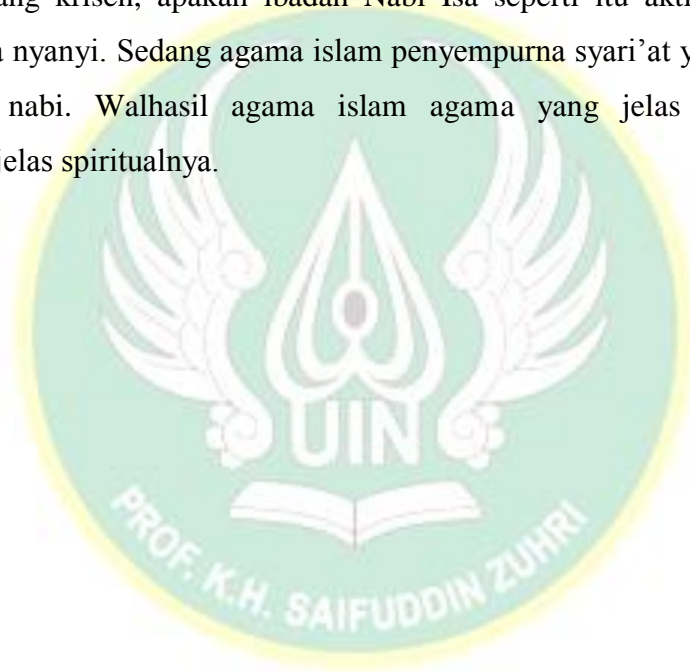 ang krisen, apakah ibadah Nabi Isa seperti itu akti
a nyanyi. Sedang agama islam penyempurna syari’at y
nabi. Walhasil agama islam agama yang jelas
jelas spiritualnya.
UIN
PROF. K.H. SAIFUDDIN ZUHRI